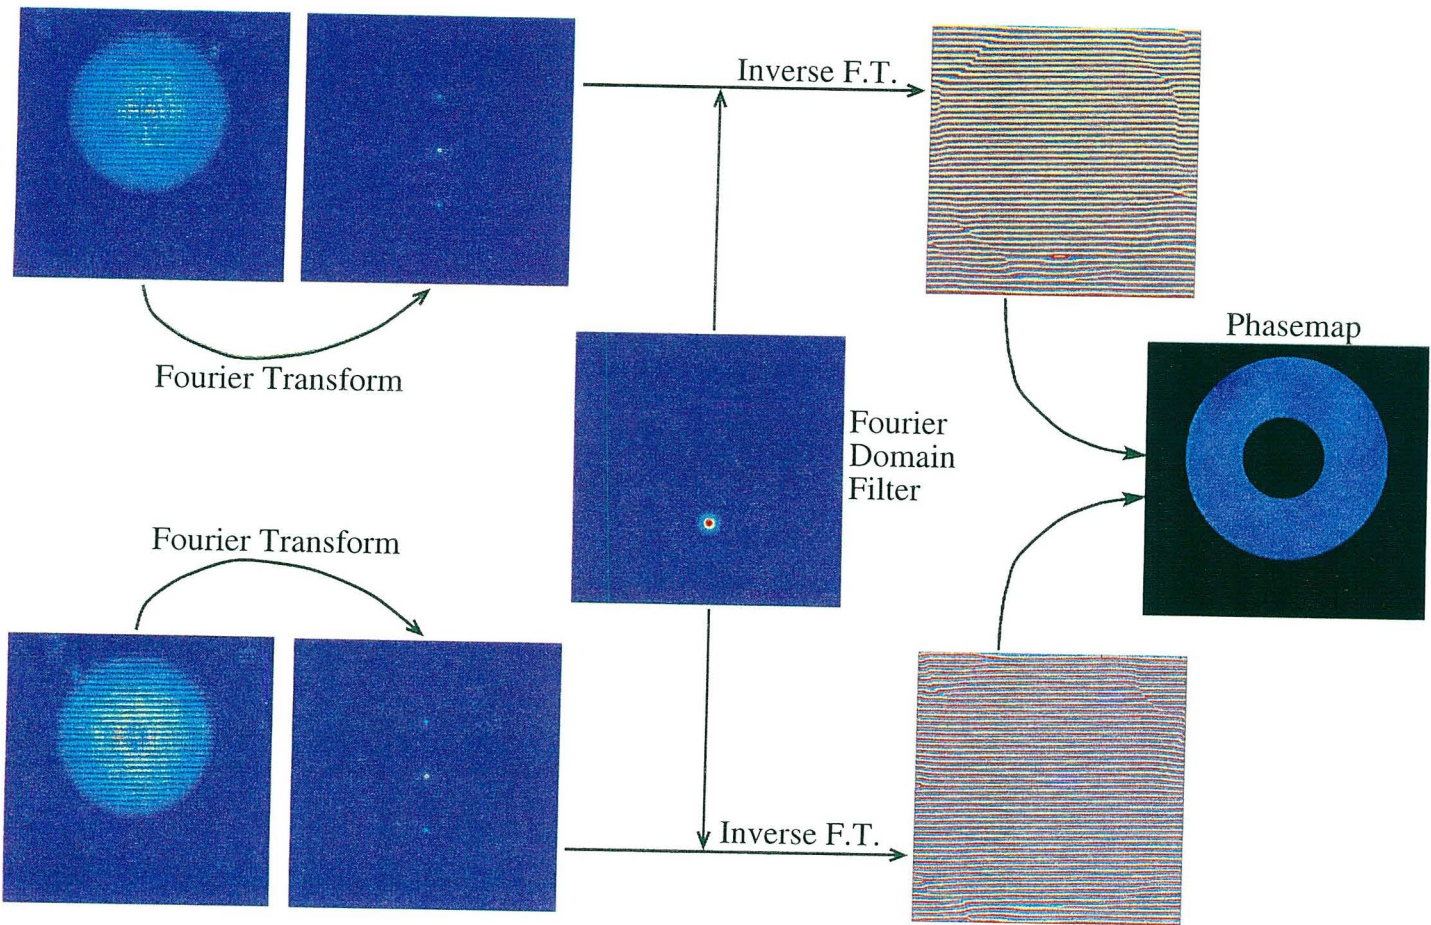 Inverse F.T.
Fourier Transform
Phasemap
Fourier
Domain
Filter
Fourier Transform
Inverse F.T.